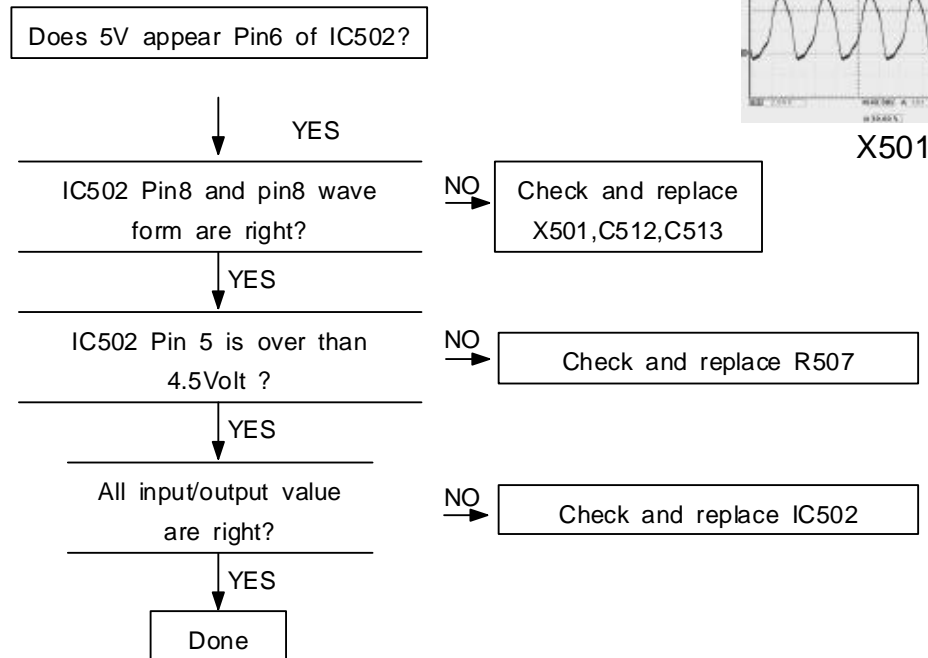 Does 5V appear Pin6 of IC502?
X501
YES
IC502 Pin8 and pin8 wave
form are right?
NO
Check and replace
X501,C512,C513
YES
IC502 Pin 5 is over than
4.5Volt ?
NO
Check and replace R507
YES
All input/output value
are right?
NO
Check and replace IC502
YES
Done